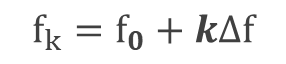 fₖ = f₀ + kΔf